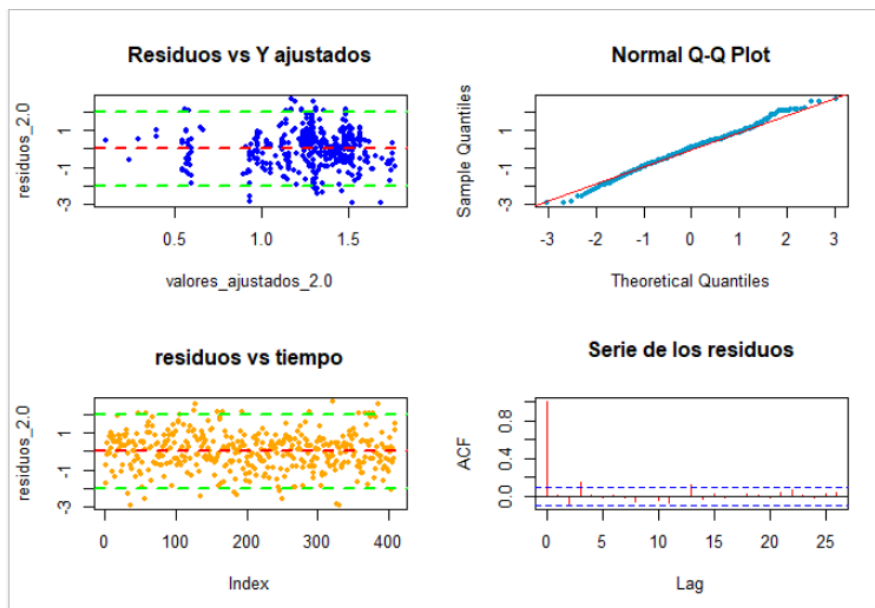 Residuos vs Y ajustados
residuos_2.0
-3 -1 1
0.5 1.0 1.5
valores_ajustados_2.0
Normal Q-Q Plot
Sample Quantiles
-3 -1 1
-3 -2 -1 0 1 2 3
Theoretical Quantiles
residuos vs tiempo
residuos_2.0
-3 -1 1
0 100 200 300 400
Index
Serie de los residuos
ACF
0.0 0.4 0.8
0 5 10 15 20 25
Lag